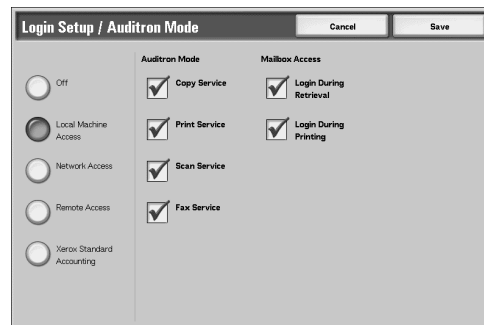 Login Setup / Auditron Mode
Cancel
Save
Auditron Mode
Mailbox Access
Off
Copy Service
Login During
Retrieval
Local Machine
Access
Print Service
Login During
Printing
Network Access
Scan Service
Remote Access
Fax Service
Xerox Standard
Accounting